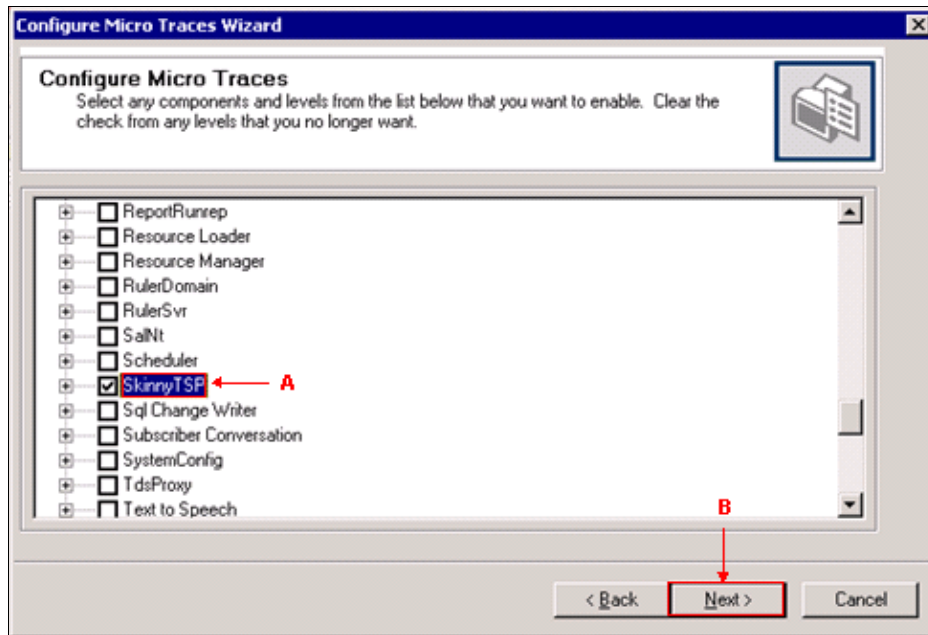 Configure Micro Traces Wizard
Configure Micro Traces
Select any components and levels from the list below that you want to enable. Clear the
check from any levels that you no longer want.
ReportRunrep
Resource Loader
Resource Manager
RulerDomain
RulerSvr
SalNt
Scheduler
SkinnyTSP
A
Sql Change Writer
Subscriber Conversation
SystemConfig
TdsProxy
Text to Speech
B
< Back
Next >
Cancel